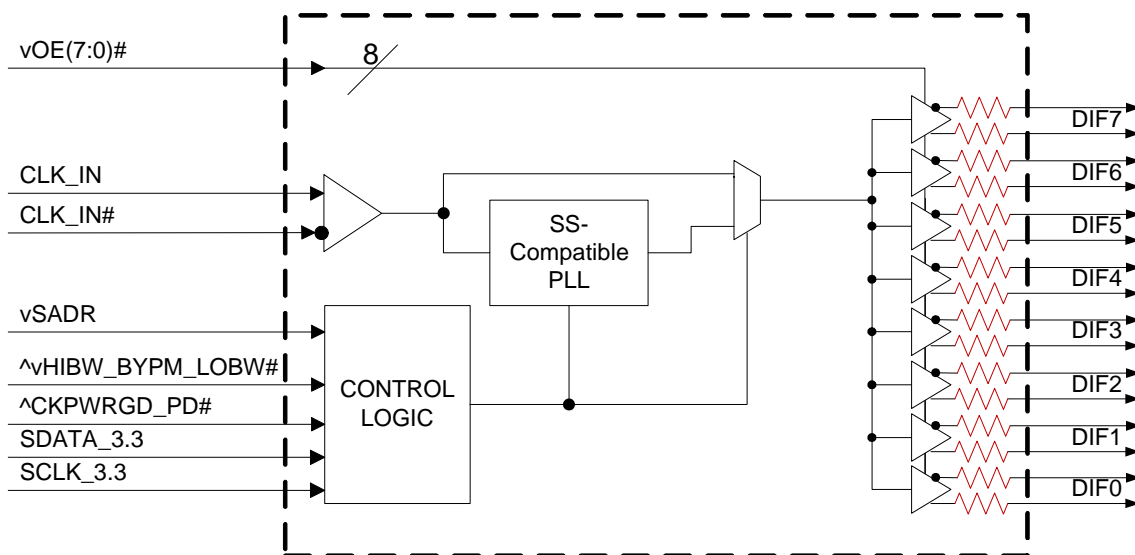 vOE(7:0)#
8
CLK_IN
CLK_IN#
SS-
Compatible
PLL
vSADR
^vHIBW_BYPM_LOBW#
^CKPWRGD_PD#
SDATA_3.3
SCLK_3.3
CONTROL
LOGIC
DIF7
DIF6
DIF5
DIF4
DIF3
DIF2
DIF1
DIF0